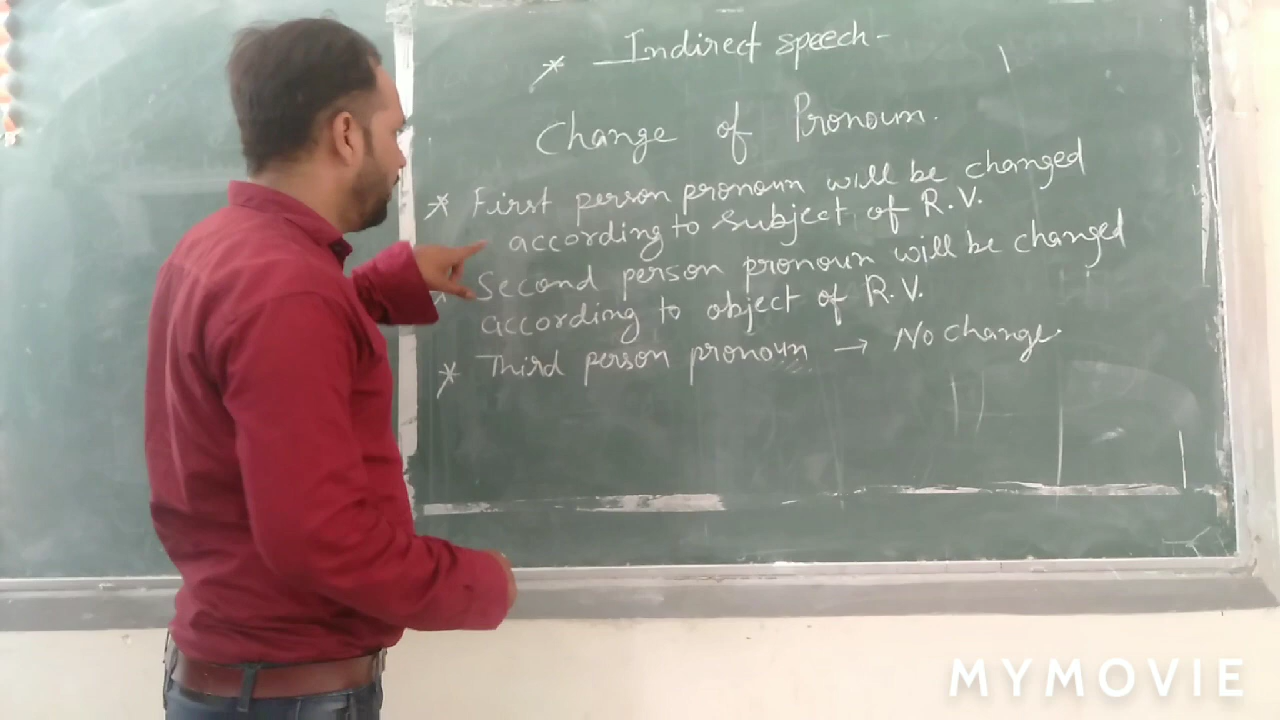 * Indirect speech-
Change of Pronoun.
* First person pronoun will be changed
according to subject of R.V.
* Second person pronoun will be changed
according to object of R.V.
* Third person pronoun → No change
MYMOVIE